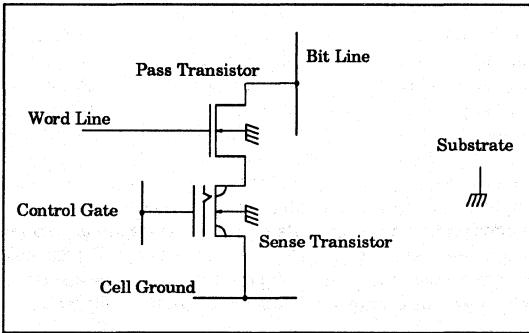 Bit Line
Pass Transistor
Word Line
Substrate
Control Gate
Sense Transistor
Cell Ground